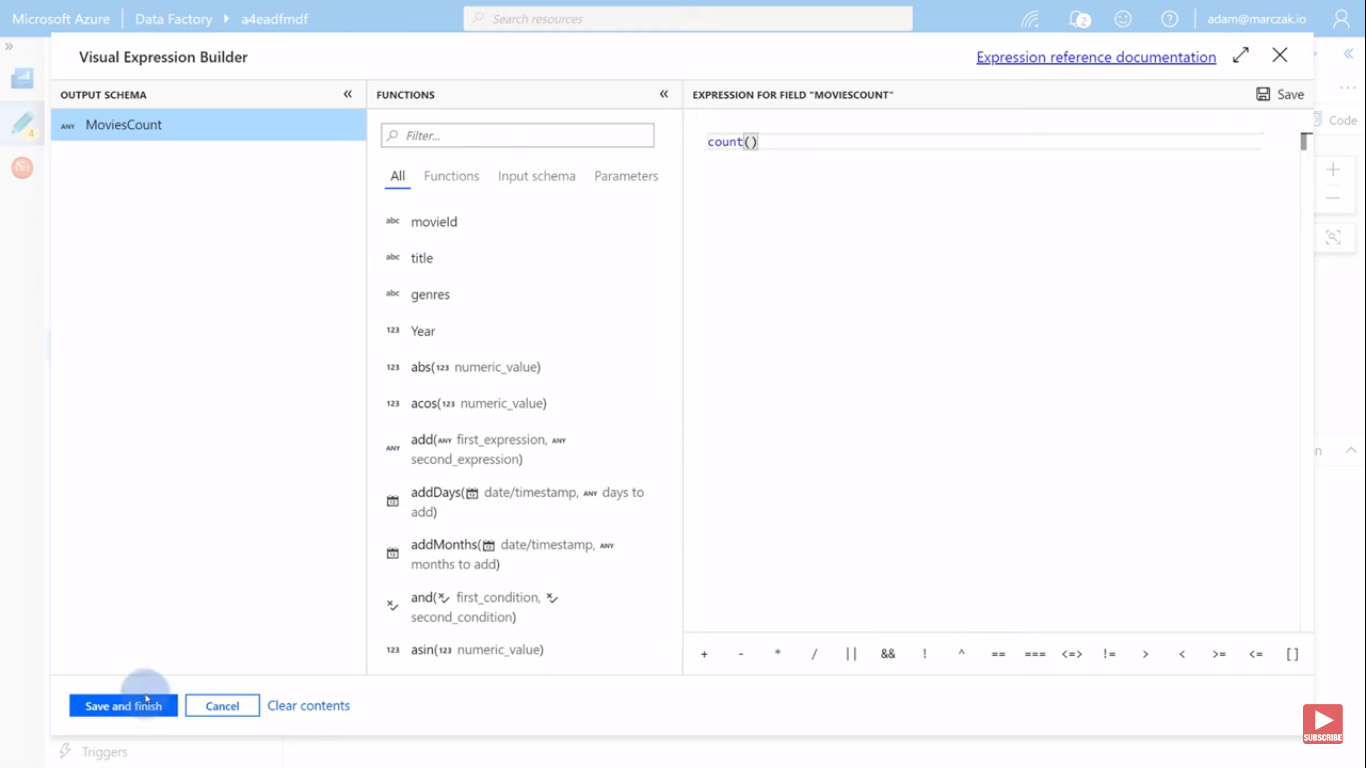 Microsoft Azure
Data Factory
a4eadfmdf
Search resources
2
adam@marczak.io
4
Visual Expression Builder
Expression reference documentation
OUTPUT SCHEMA
FUNCTIONS
EXPRESSION FOR FIELD "MOVIESCOUNT"
Save
ANY MoviesCount
Filter...
All Functions Input schema Parameters
abc movieId
abc title
abc genres
123 Year
123 abs(123 numeric_value)
123 acos(123 numeric_value)
ANY add(ANY first_expression, ANY
second_expression)
addDays( date/timestamp, ANY days to
add)
addMonths( date/timestamp, ANY
months to add)
and( first_condition,
second_condition)
123 asin(123 numeric_value)
count()
+ - * / || && ! ^ == === <=> != > < >= <= []
Save and finish
Cancel
Clear contents
Code
Triggers
SUBSCRIBE